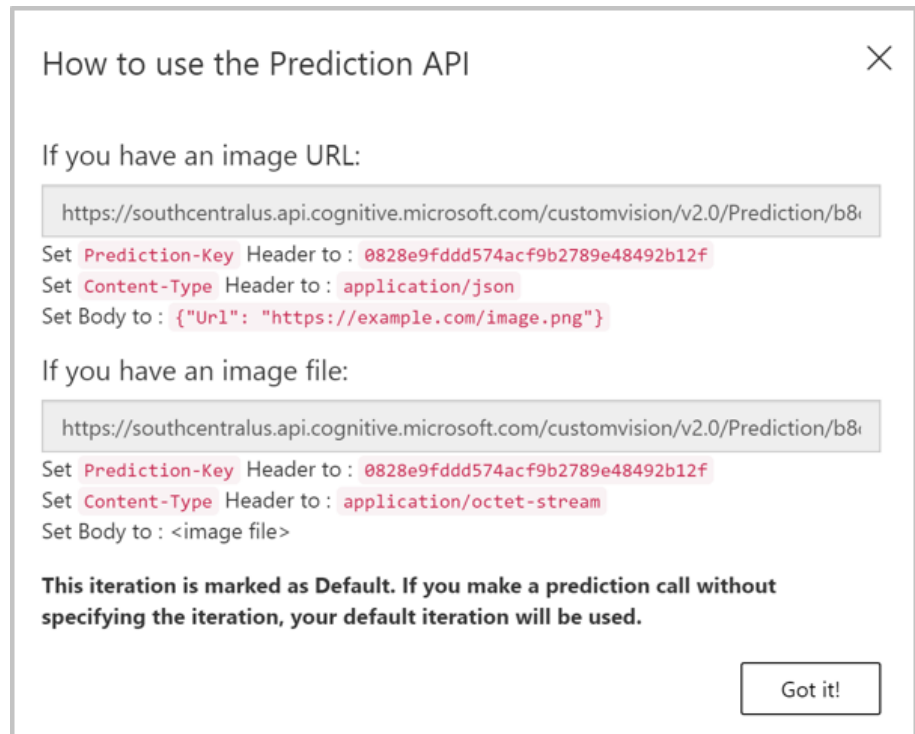 How to use the Prediction API
If you have an image URL:
https://southcentralus.api.cognitive.microsoft.com/customvision/v2.0/Prediction/b8
Set Prediction-Key Header to : 0828e9fddd574acf9b2789e48492b12f
Set Content-Type Header to : application/json
Set Body to : {"Url": "https://example.com/image.png"}
If you have an image file:
https://southcentralus.api.cognitive.microsoft.com/customvision/v2.0/Prediction/b8
Set Prediction-Key Header to : 0828e9fddd574acf9b2789e48492b12f
Set Content-Type Header to : application/octet-stream
Set Body to : <image file>
This iteration is marked as Default. If you make a prediction call without
specifying the iteration, your default iteration will be used.
Got it!